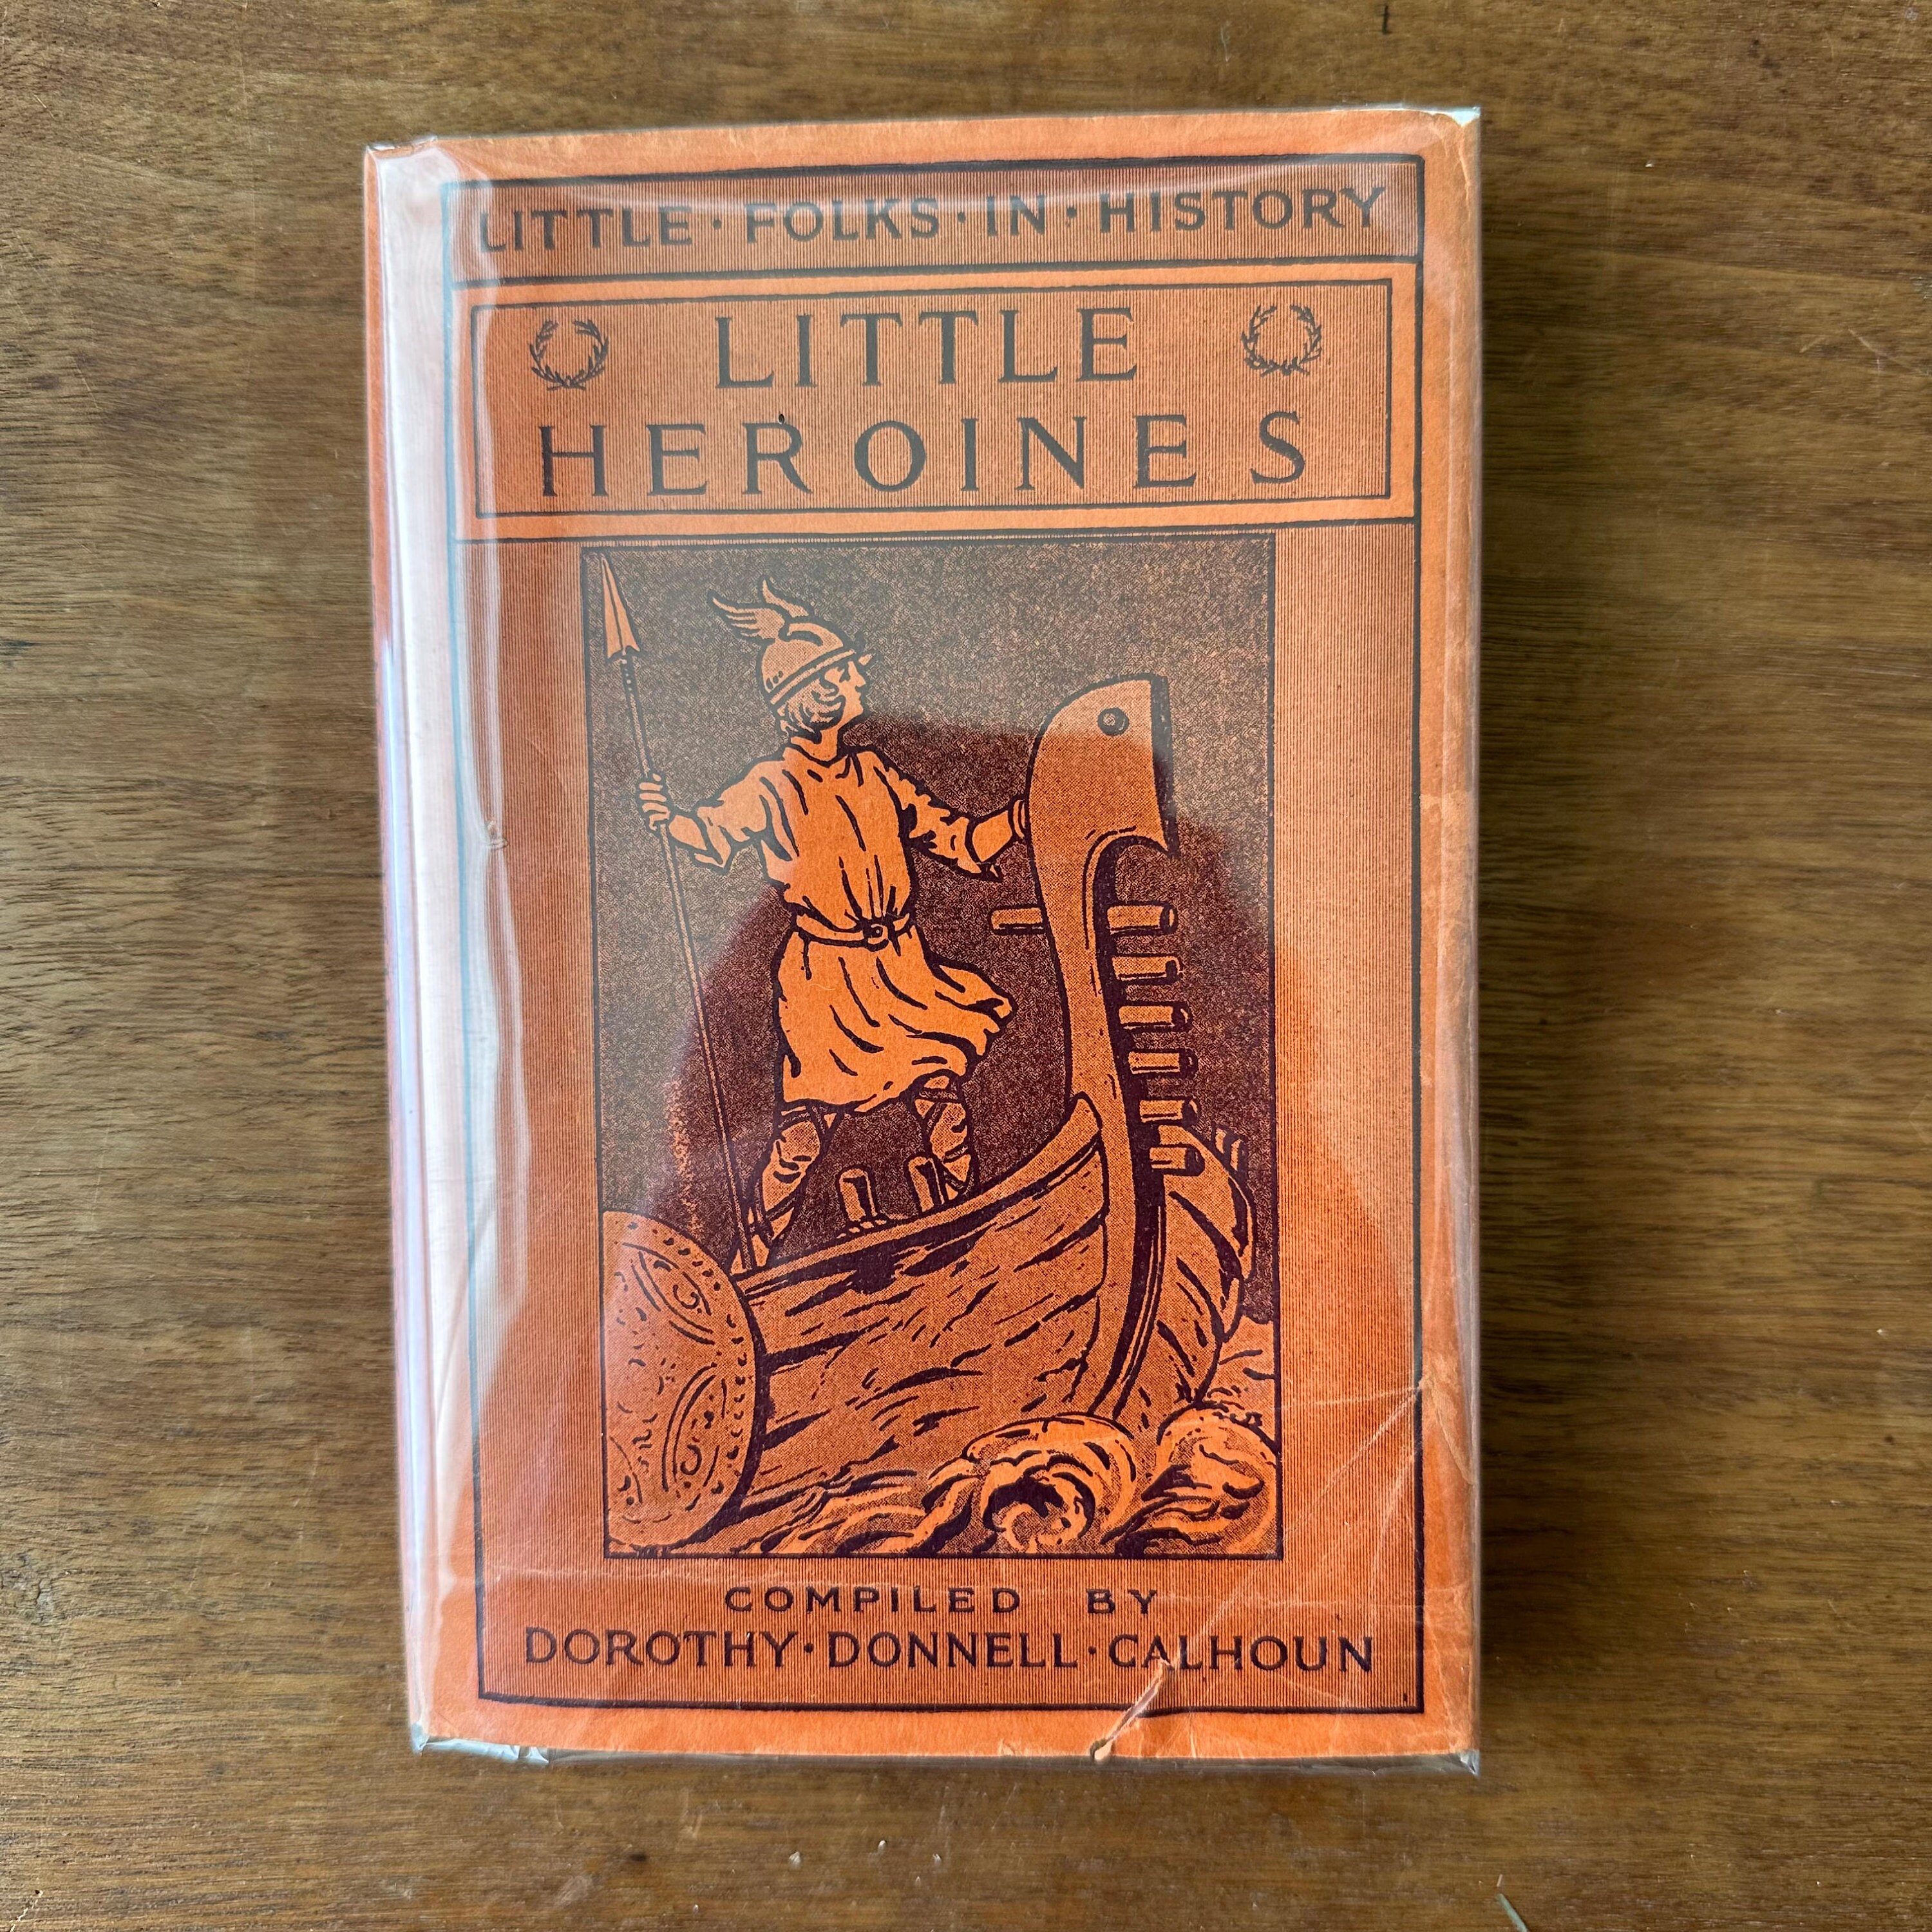 LITTLE · FOLKS · IN · HISTORY
LITTLE
HEROINES
COMPILED BY
DOROTHY · DONNELL · CALHOUN